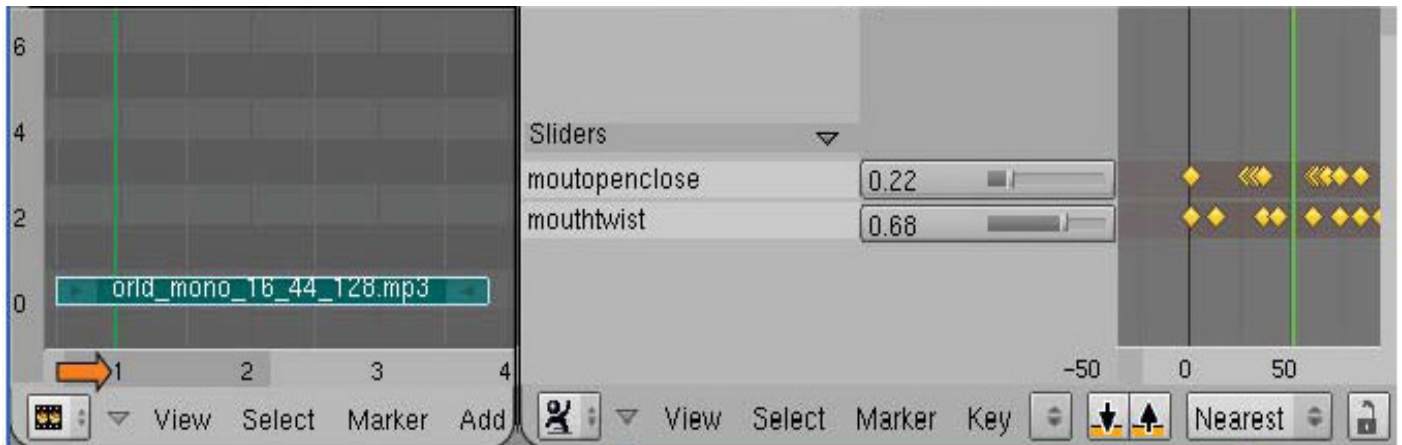 6
4
2
0
orld_mono_16_44_128.mp3
1 2 3 4
View Select Marker Add
Sliders
moutopenclose 0.22
mouthtwist 0.68
-50 0 50
View Select Marker Key Nearest